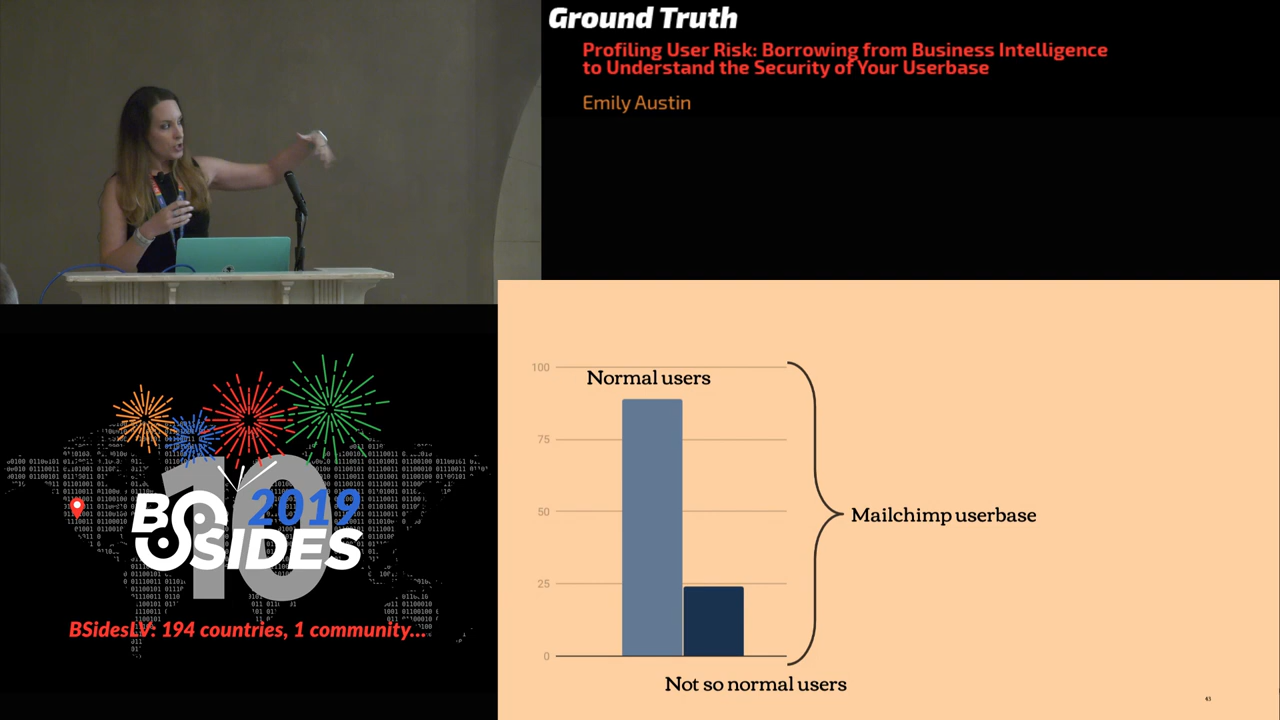 Ground Truth
Profiling User Risk: Borrowing from Business Intelligence
to Understand the Security of Your Userbase
Emily Austin
100
Normal users
75
50
Mailchimp userbase
25
0
Not so normal users
10
2019
BSIDES
BSidesLV: 194 countries, 1 community...